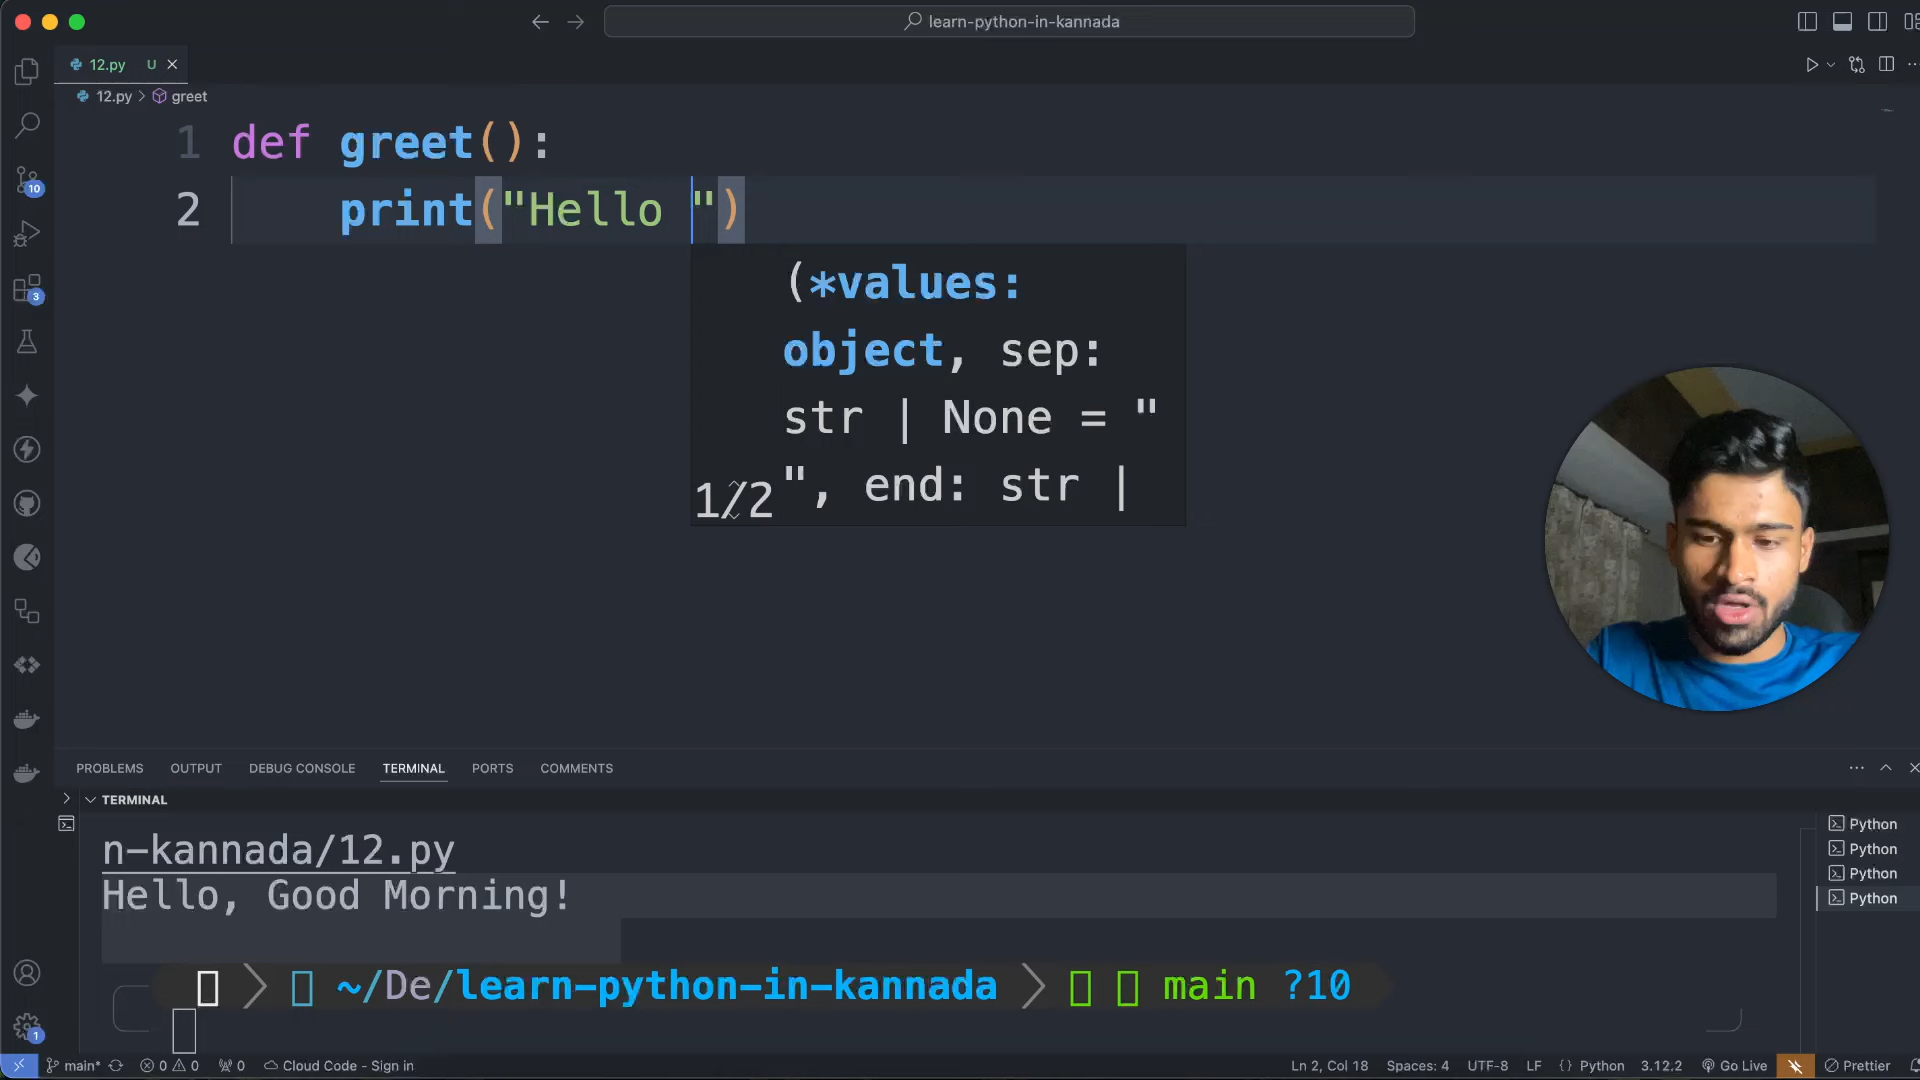 learn-python-in-kannada
12.py U
12.py > greet
1 def greet():
2 print("Hello ")
(*values:
object, sep:
str | None = "
", end: str |
1/2
10
3
PROBLEMS OUTPUT DEBUG CONSOLE TERMINAL PORTS COMMENTS
TERMINAL
n-kannada/12.py
Hello, Good Morning!
~/De/learn-python-in-kannada main ?10
Python
Python
Python
Python
1
main* 0 0 0 Cloud Code - Sign in Ln 2, Col 18 Spaces: 4 UTF-8 LF {} Python 3.12.2 Go Live Prettier